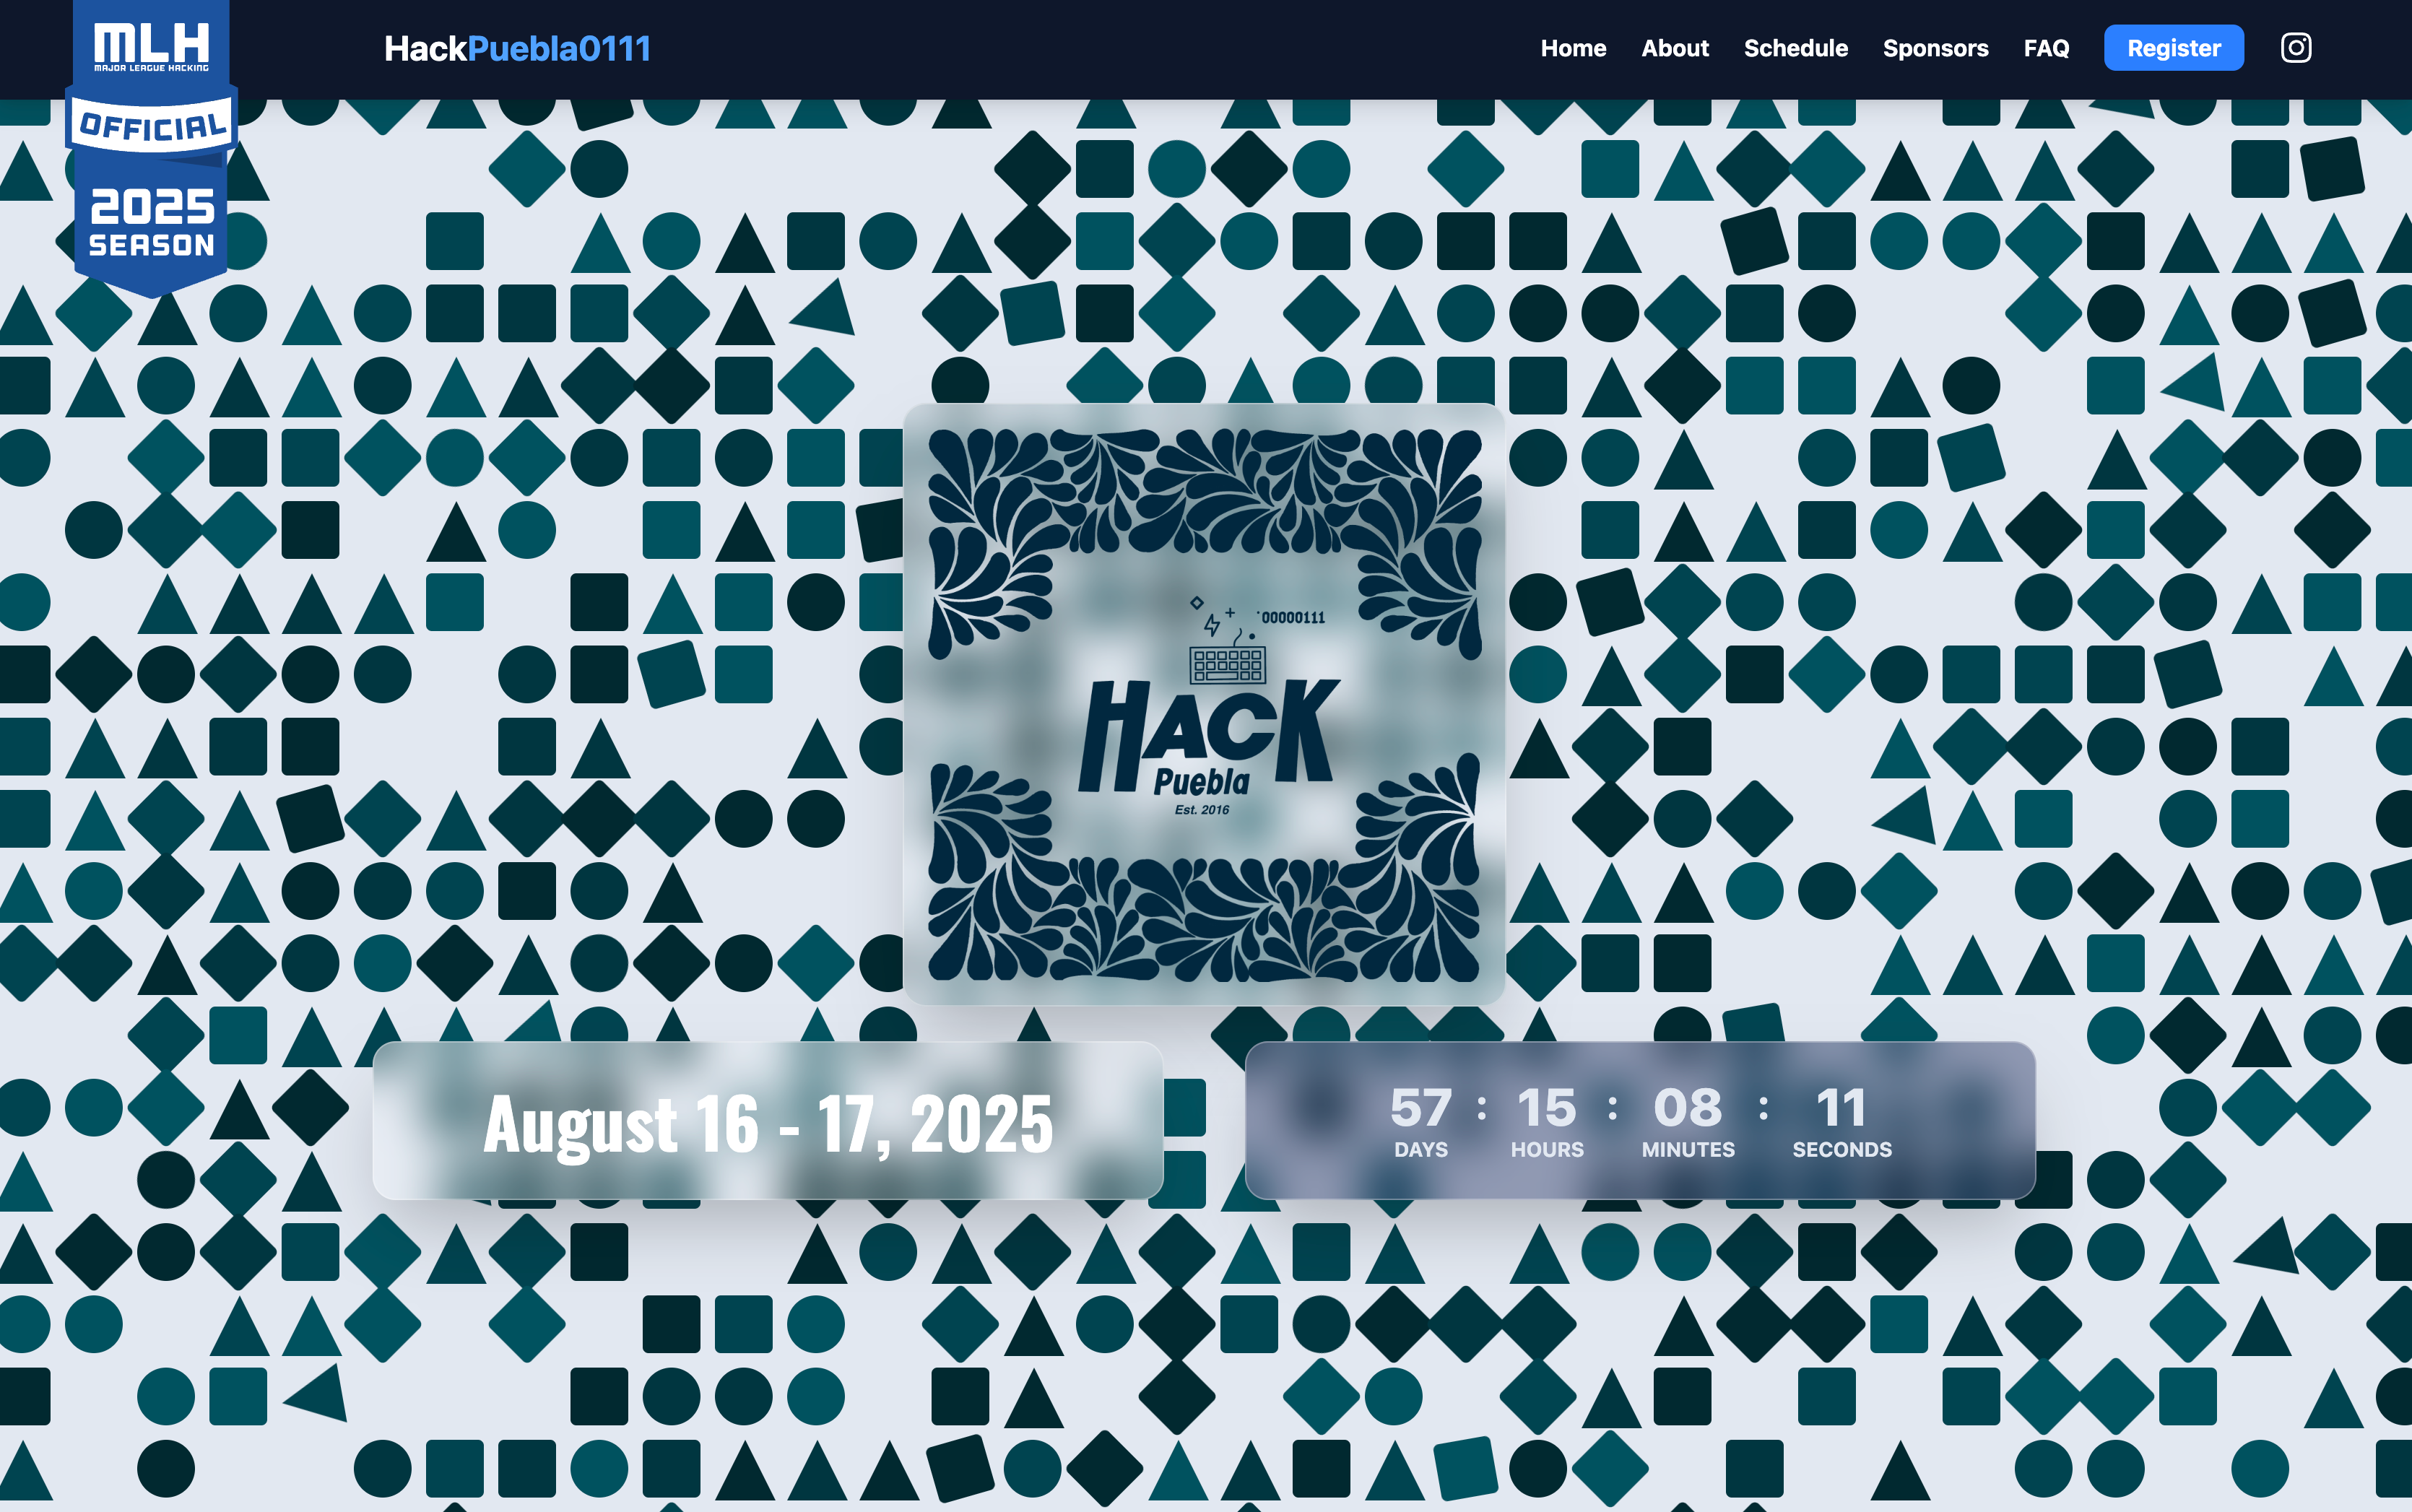 MLH
MAJOR LEAGUE HACKING
OFFICIAL
2025
SEASON
HackPuebla0111
Home About Schedule Sponsors FAQ Register
00000111
HACK
Puebla
Est. 2016
August 16 - 17, 2025
57 : 15 : 08 : 11
DAYS HOURS MINUTES SECONDS